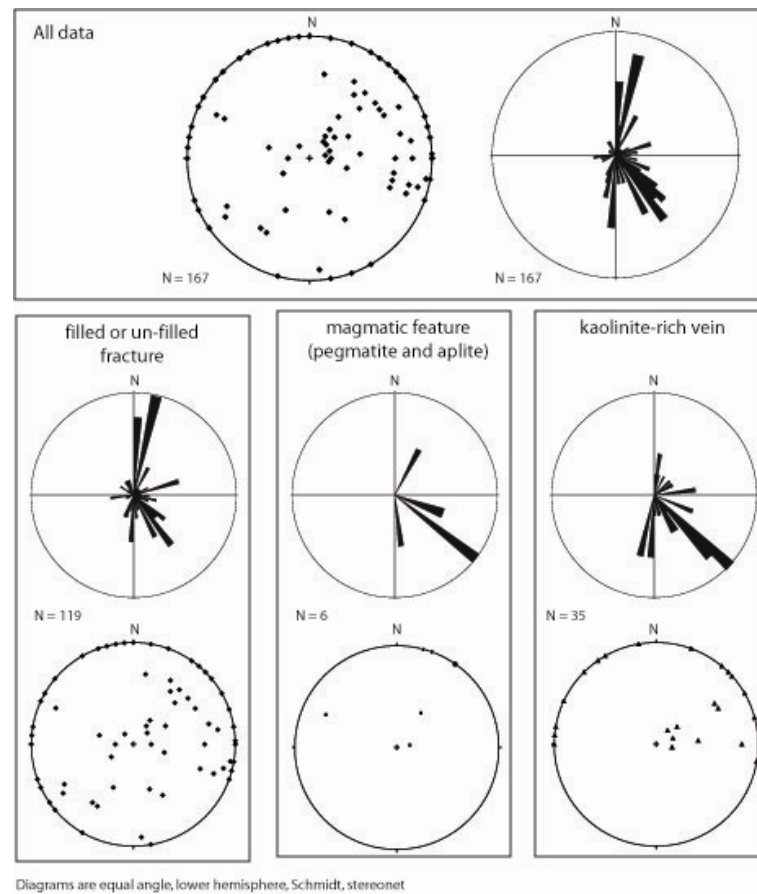 All data
N
N
N = 167
N = 167
filled or un-filled
fracture
N
N = 119
N
magmatic feature
(pegmatite and aplite)
N
N = 6
N
kaolinite-rich vein
N
N = 35
N
Diagrams are equal angle, lower hemisphere, Schmidt, stereonet